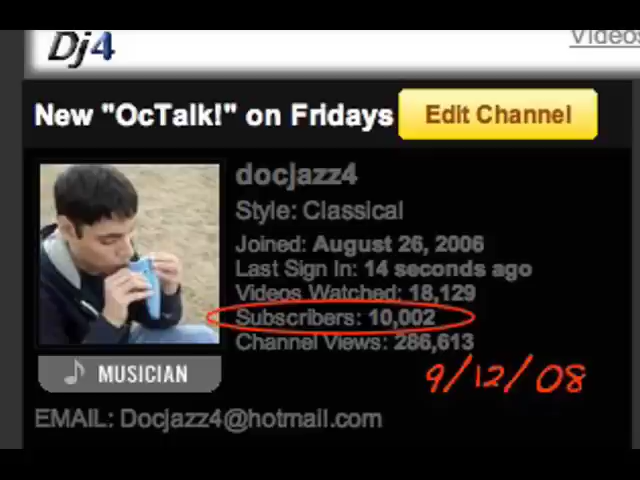 Dj4
Videos
New "OcTalk!" on Fridays
Edit Channel
docjazz4
Style: Classical
Joined: August 26, 2006
Last Sign In: 14 seconds ago
Videos Watched: 18,129
Subscribers: 10,002
Channel Views: 286,613
9/12/08
MUSICIAN
EMAIL: Docjazz4@hotmail.com